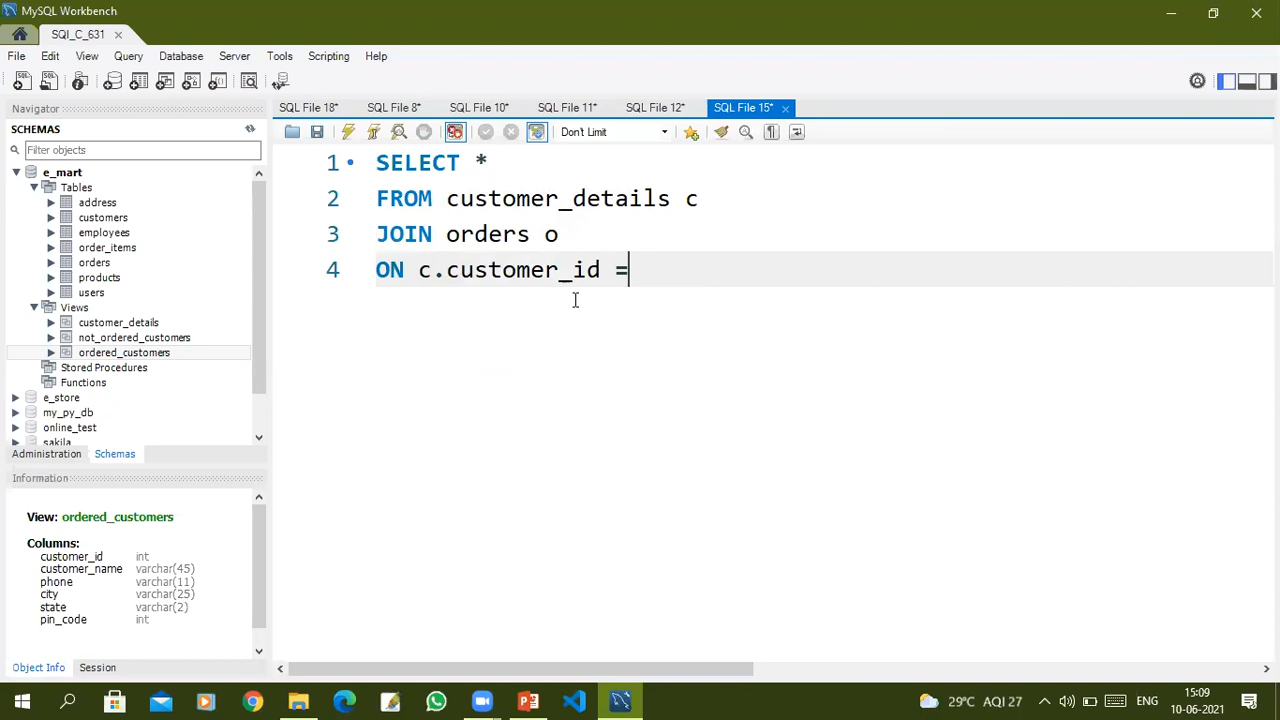 MySQL Workbench
SQl_C_631
File Edit View Query Database Server Tools Scripting Help
Navigator
SCHEMAS
Filter objects
e_mart
Tables
address
customers
employees
order_items
orders
products
users
Views
customer_details
not_ordered_customers
ordered_customers
Stored Procedures
Functions
e_store
my_py_db
online_test
sakila
Administration Schemas
Information
View: ordered_customers
Columns:
customer_id int
customer_name varchar(45)
phone varchar(11)
city varchar(25)
state varchar(2)
pin_code int
Object Info Session
SQL File 18* SQL File 8* SQL File 10* SQL File 11* SQL File 12* SQL File 15*
Don't Limit
1 SELECT *
2 FROM customer_details c
3 JOIN orders o
4 ON c.customer_id =
29°C AQI 27
ENG
15:09
10-06-2021